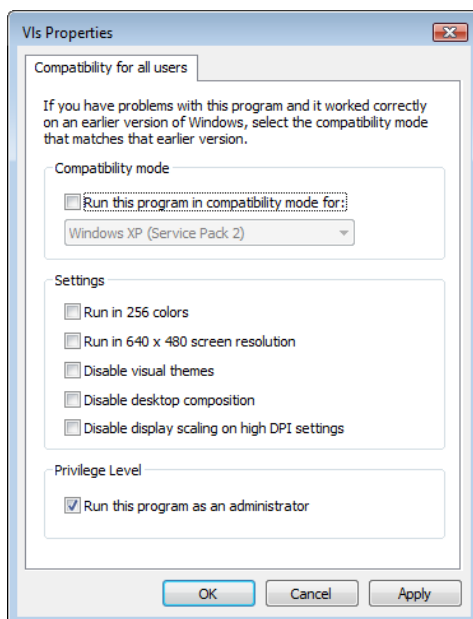 VIs Properties
Compatibility for all users
If you have problems with this program and it worked correctly
on an earlier version of Windows, select the compatibility mode
that matches that earlier version.
Compatibility mode
Run this program in compatibility mode for:
Windows XP (Service Pack 2)
Settings
Run in 256 colors
Run in 640 x 480 screen resolution
Disable visual themes
Disable desktop composition
Disable display scaling on high DPI settings
Privilege Level
Run this program as an administrator
OK
Cancel
Apply